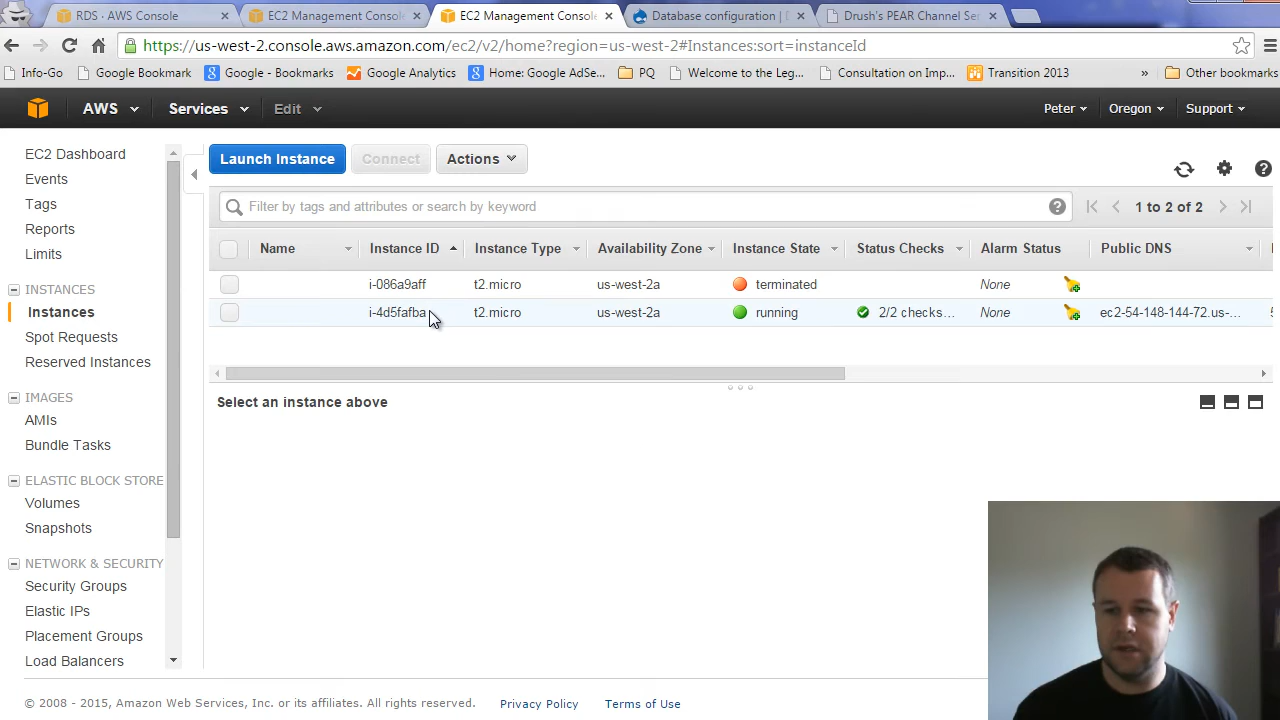 RDS · AWS Console
EC2 Management Consol
EC2 Management Consol
Database configuration |
Drush's PEAR Channel Se
https://us-west-2.console.aws.amazon.com/ec2/v2/home?region=us-west-2#Instances:sort=instanceId
Info-Go
Google Bookmark
Google Bookmarks
Google Analytics
Home: Google AdSe...
PQ
Welcome to the Leg...
Consultation on Imp...
Transition 2013
»
Other bookmarks
AWS
Services
Edit
Peter
Oregon
Support
EC2 Dashboard
Events
Tags
Reports
Limits
INSTANCES
Instances
Spot Requests
Reserved Instances
IMAGES
AMIs
Bundle Tasks
ELASTIC BLOCK STORE
Volumes
Snapshots
NETWORK & SECURITY
Security Groups
Elastic IPs
Placement Groups
Load Balancers
Launch Instance
Connect
Actions
Filter by tags and attributes or search by keyword
1 to 2 of 2
Name Instance ID Instance Type Availability Zone Instance State Status Checks Alarm Status Public DNS
i-086a9aff t2.micro us-west-2a terminated None
i-4d5fafba t2.micro us-west-2a running 2/2 checks... None ec2-54-148-144-72.us-...
Select an instance above
© 2008 - 2015, Amazon Web Services, Inc. or its affiliates. All rights reserved. Privacy Policy Terms of Use